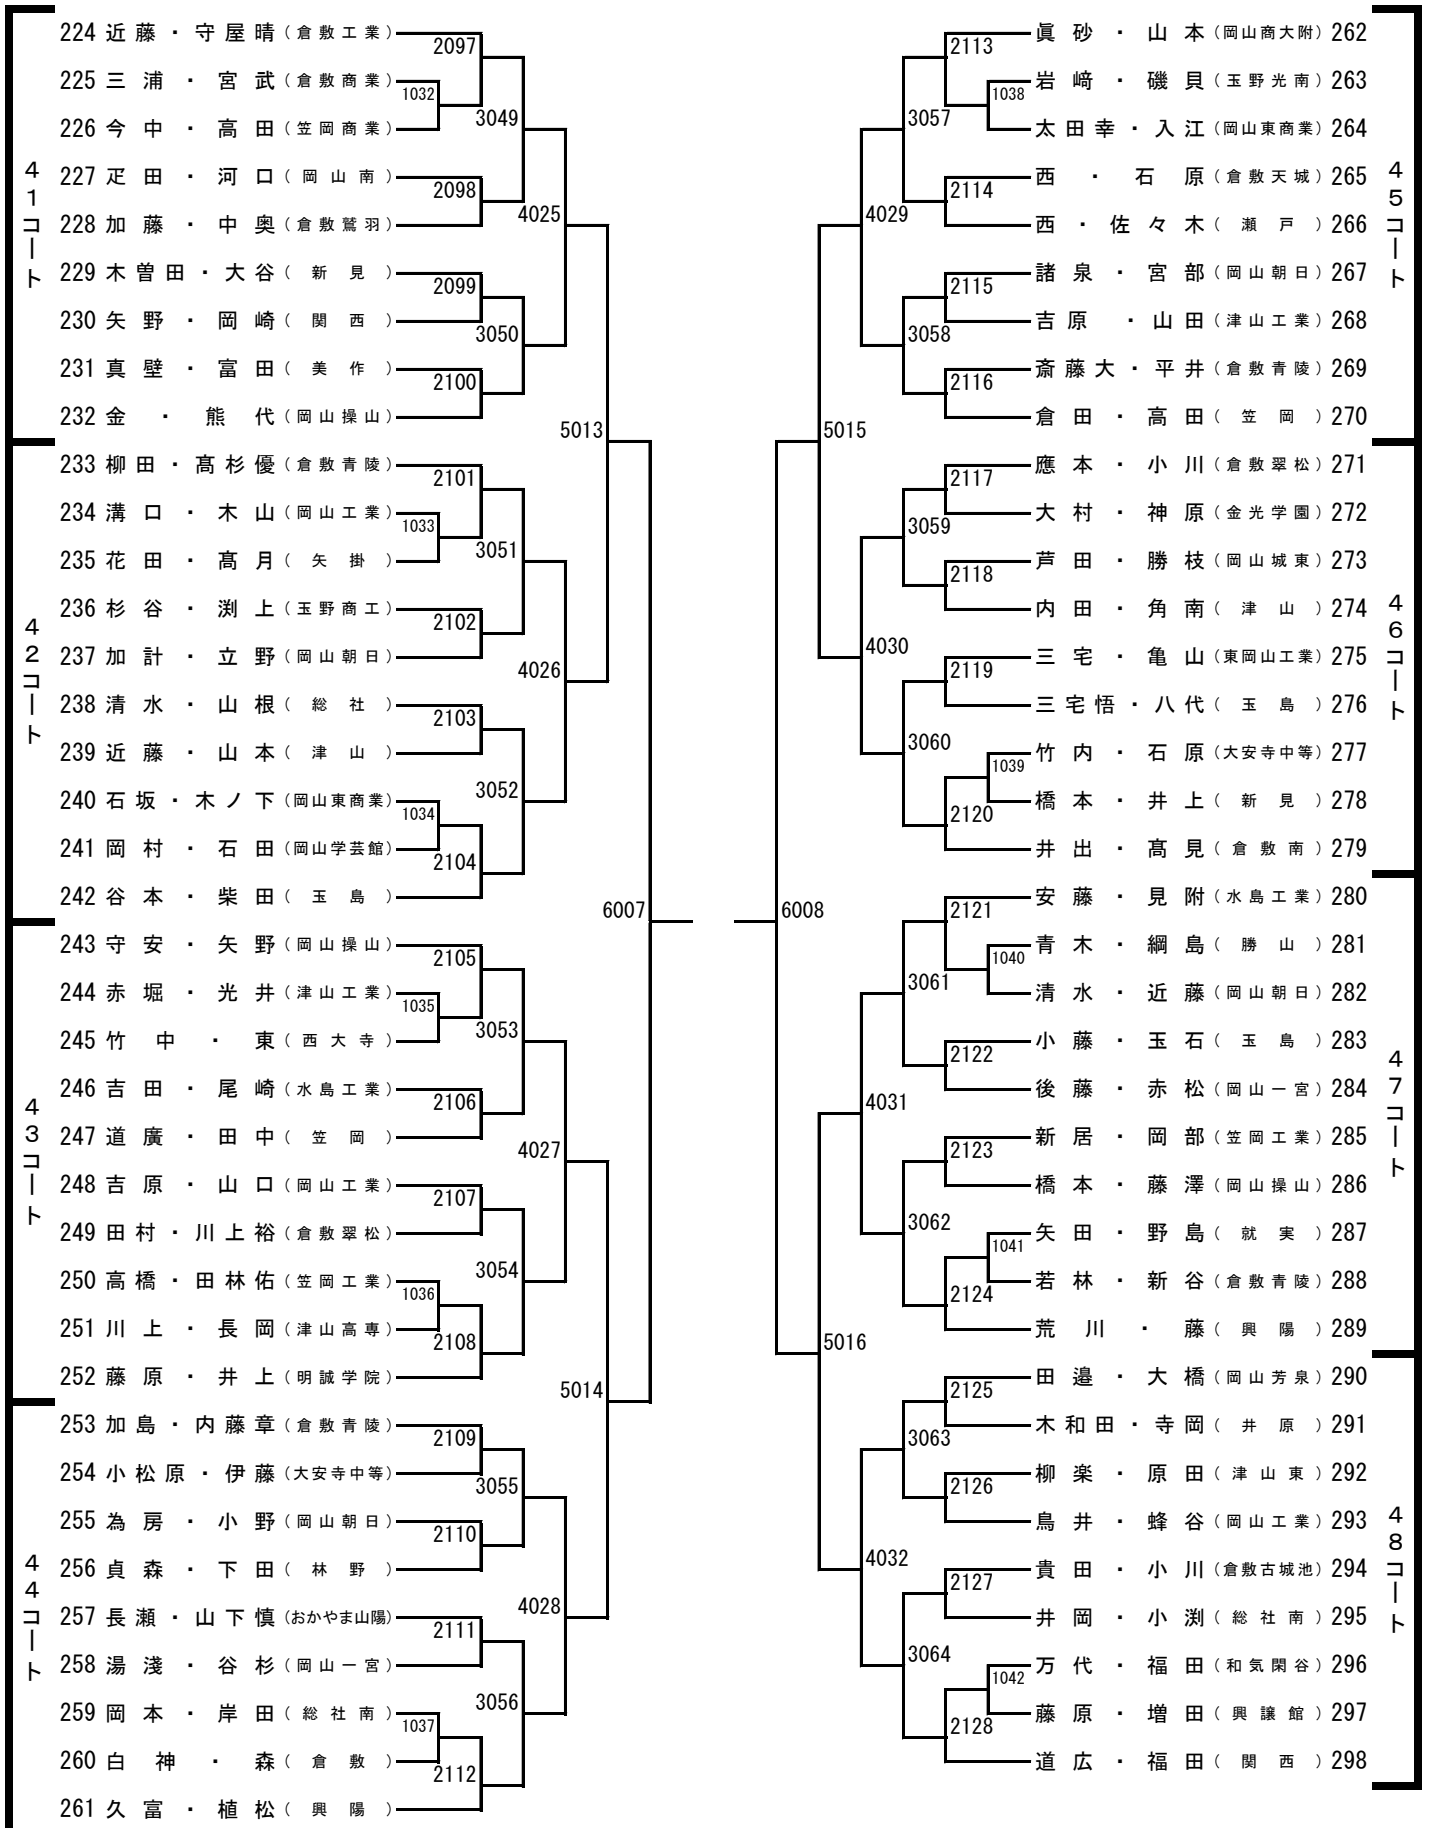 41コート
224 近藤・守屋晴（倉敷工業）
2097
225 三浦・宮武（倉敷商業）
1032
226 今中・高田（笠岡商業）
3049
227 疋田・河口（岡山南）
2098
228 加藤・中奥（倉敷鷲羽）
4025
229 木曽田・大谷（新見）
2099
230 矢野・岡崎（関西）
3050
231 真壁・富田（美作）
2100
232 金・熊代（岡山操山）
5013
42コート
233 柳田・髙杉優（倉敷青陵）
2101
234 溝口・木山（岡山工業）
1033
235 花田・髙月（矢掛）
3051
236 杉谷・渕上（玉野商工）
2102
237 加計・立野（岡山朝日）
4026
238 清水・山根（総社）
2103
239 近藤・山本（津山）
3052
240 石坂・木ノ下（岡山東商業）
1034
241 岡村・石田（岡山学芸館）
2104
242 谷本・柴田（玉島）
6007
43コート
243 守安・矢野（岡山操山）
2105
244 赤堀・光井（津山工業）
1035
245 竹中・東（西大寺）
3053
246 吉田・尾崎（水島工業）
2106
247 道廣・田中（笠岡）
4027
248 吉原・山口（岡山工業）
2107
249 田村・川上裕（倉敷翠松）
3054
250 高橋・田林佑（笠岡工業）
1036
251 川上・長岡（津山高専）
2108
252 藤原・井上（明誠学院）
5014
44コート
253 加島・内藤章（倉敷青陵）
2109
254 小松原・伊藤（大安寺中等）
3055
255 為房・小野（岡山朝日）
2110
256 貞森・下田（林野）
4028
257 長瀬・山下慎（おかやま山陽）
2111
258 湯淺・谷杉（岡山一宮）
3056
259 岡本・岸田（総社南）
1037
260 白神・森（倉敷）
2112
261 久富・植松（興陽）
45コート
眞砂・山本（岡山商大附）262
2113
岩﨑・磯貝（玉野光南）263
1038
太田幸・入江（岡山東商業）264
3057
西・石原（倉敷天城）265
2114
西・佐々木（瀬戸）266
4029
諸泉・宮部（岡山朝日）267
2115
吉原・山田（津山工業）268
3058
斎藤大・平井（倉敷青陵）269
2116
倉田・高田（笠岡）270
5015
46コート
應本・小川（倉敷翠松）271
2117
大村・神原（金光学園）272
3059
芦田・勝枝（岡山城東）273
2118
内田・角南（津山）274
4030
三宅・亀山（東岡山工業）275
2119
三宅悟・八代（玉島）276
3060
竹内・石原（大安寺中等）277
1039
橋本・井上（新見）278
2120
井出・髙見（倉敷南）279
6008
47コート
安藤・見附（水島工業）280
2121
青木・綱島（勝山）281
1040
清水・近藤（岡山朝日）282
3061
小藤・玉石（玉島）283
2122
後藤・赤松（岡山一宮）284
4031
新居・岡部（笠岡工業）285
2123
橋本・藤澤（岡山操山）286
3062
矢田・野島（就実）287
1041
若林・新谷（倉敷青陵）288
2124
荒川・藤（興陽）289
5016
48コート
田邉・大橋（岡山芳泉）290
2125
木和田・寺岡（井原）291
3063
柳楽・原田（津山東）292
2126
鳥井・蜂谷（岡山工業）293
4032
貴田・小川（倉敷古城池）294
2127
井岡・小渕（総社南）295
3064
万代・福田（和気閑谷）296
1042
藤原・増田（興譲館）297
2128
道広・福田（関西）298